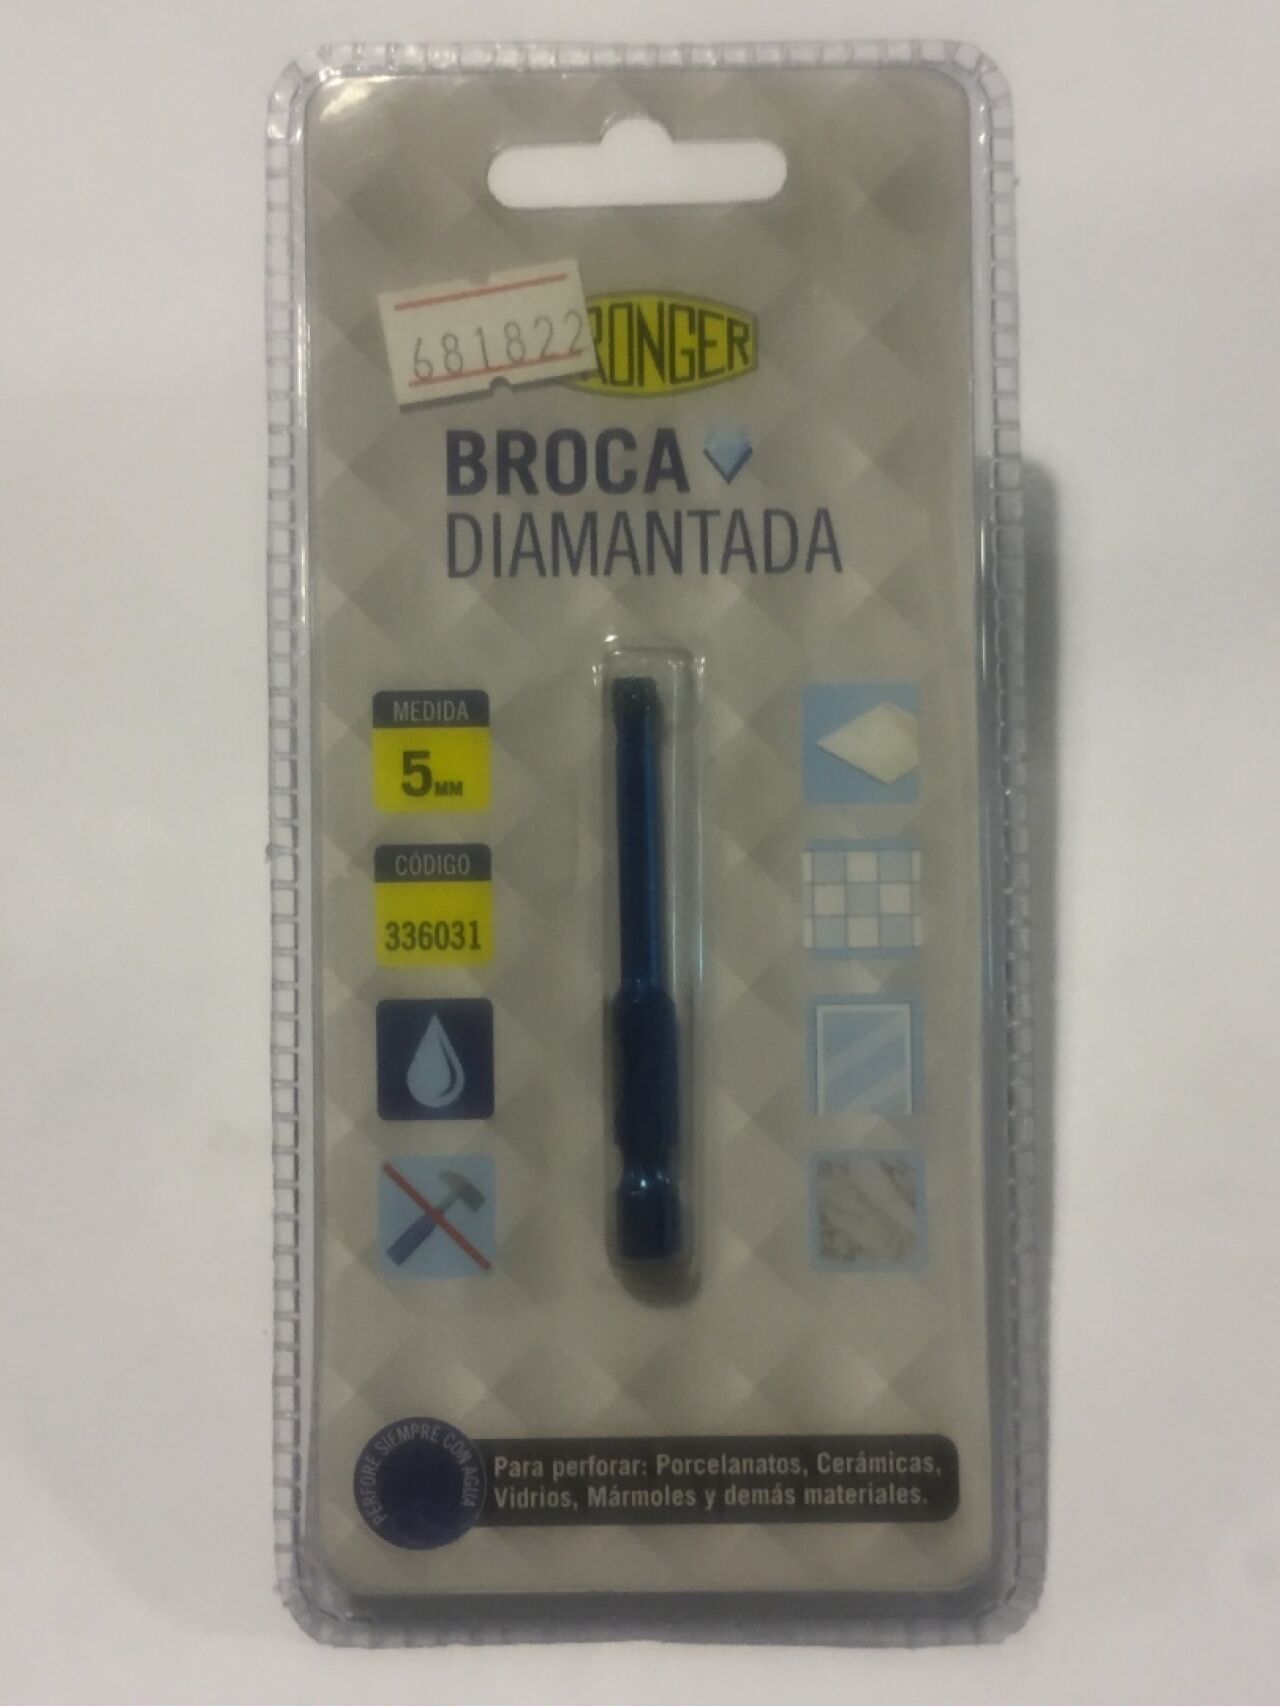 681822
RONGER
BROCA
DIAMANTADA
MEDIDA
5MM
CÓDIGO
336031
PERFORE SIEMPRE CON AGUA
Para perforar: Porcelanatos, Cerámicas,
Vidrios, Mármoles y demás materiales.